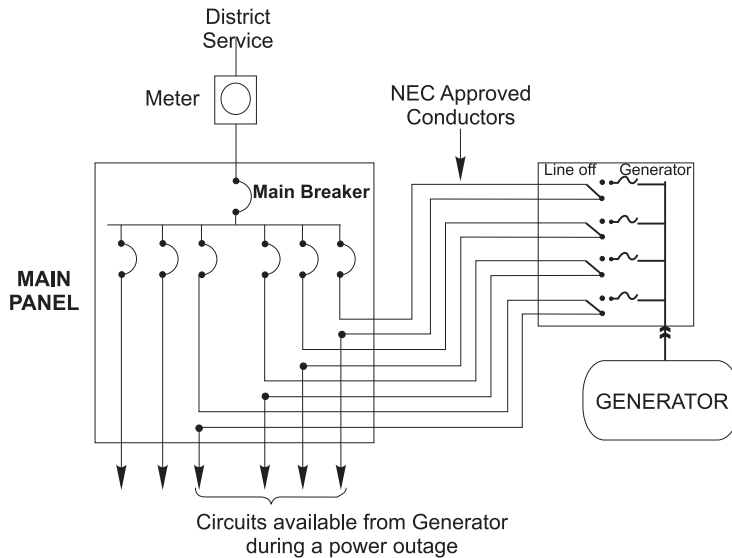 District
Service
Meter
NEC Approved
Conductors
Line off
Generator
Main Breaker
MAIN
PANEL
GENERATOR
Circuits available from Generator
during a power outage